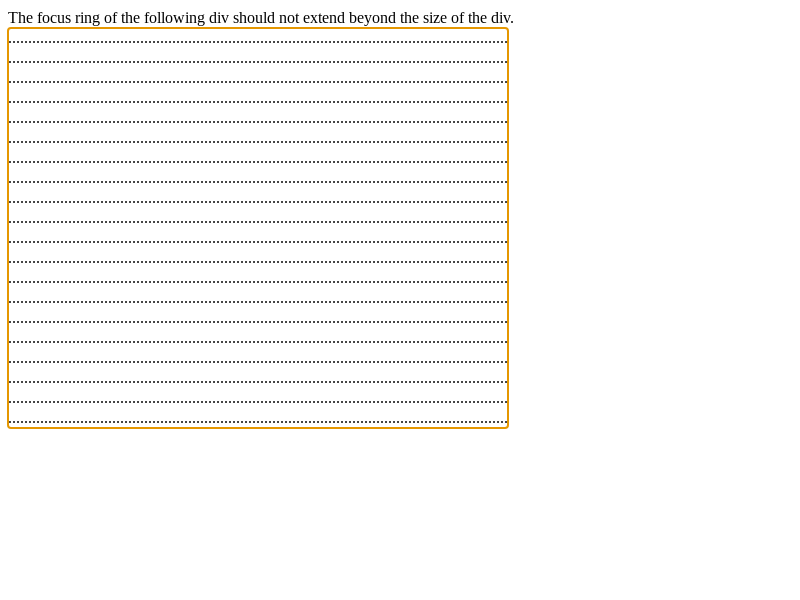 The focus ring of the following div should not extend beyond the size of the div.